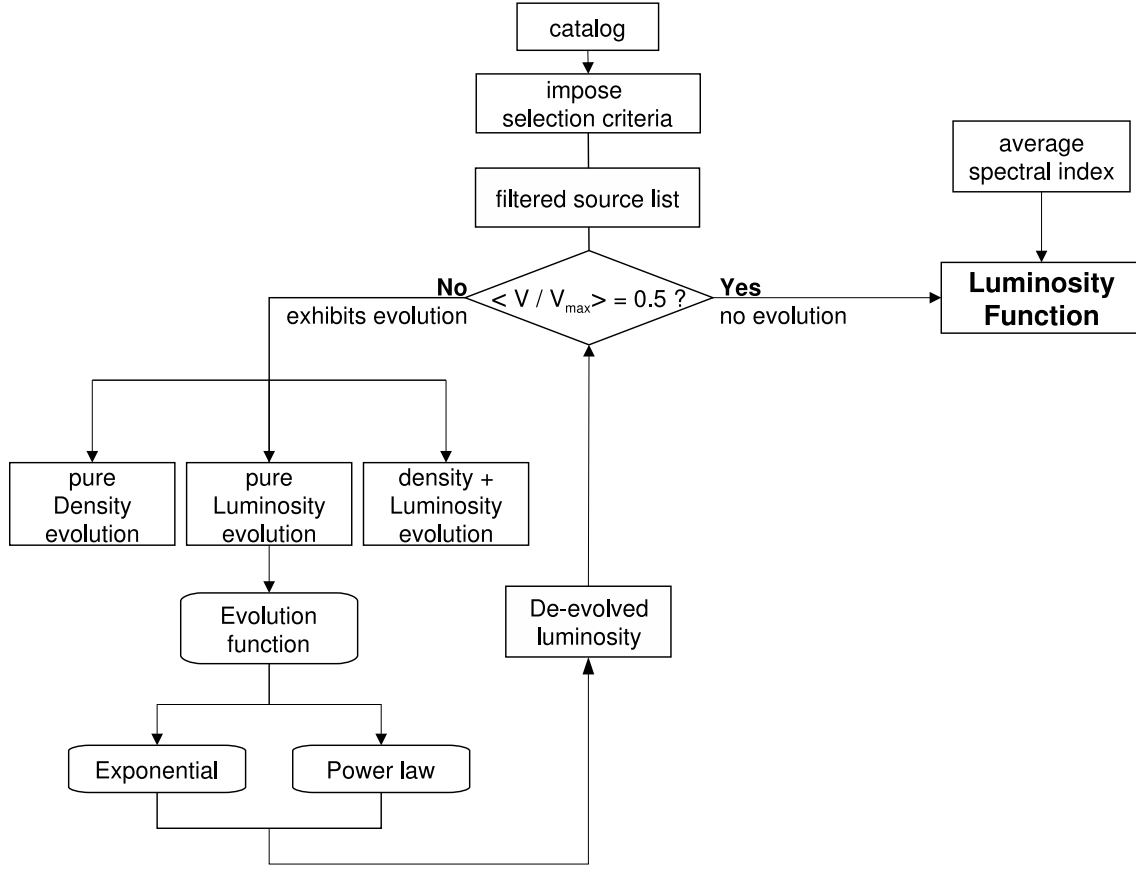 catalog
impose
selection criteria
filtered source list
average
spectral index
< V / Vmax > = 0.5 ?
No
exhibits evolution
Yes
no evolution
Luminosity
Function
pure
Density
evolution
pure
Luminosity
evolution
density +
Luminosity
evolution
Evolution
function
De-evolved
luminosity
Exponential
Power law